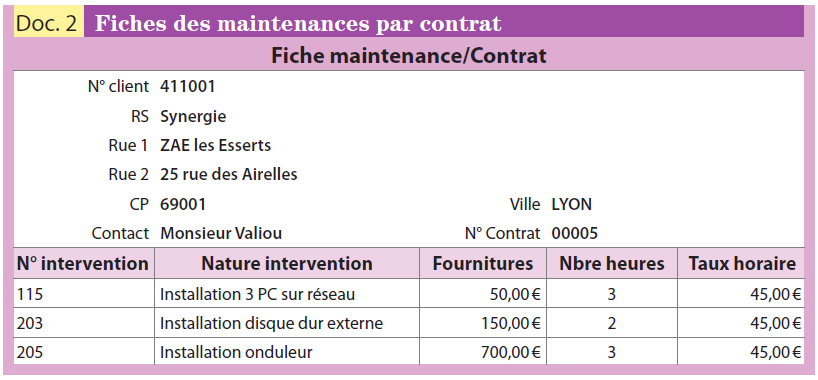 Doc. 2 Fiches des maintenances par contrat
Fiche maintenance/Contrat
N° client 411001
RS Synergie
Rue 1 ZAE les Esserts
Rue 2 25 rue des Airelles
CP 69001 Ville LYON
Contact Monsieur Valiou N° Contrat 00005
N° intervention Nature intervention Fournitures Nbre heures Taux horaire
115 Installation 3 PC sur réseau 50,00 € 3 45,00 €
203 Installation disque dur externe 150,00 € 2 45,00 €
205 Installation onduleur 700,00 € 3 45,00 €